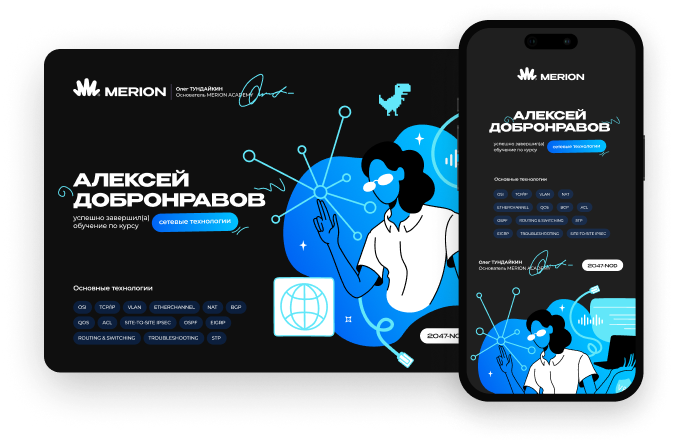 MERION
Олег ТУНДАЙКИН
Основатель MERION ACADEMY
АЛЕКСЕЙ
ДОБРОНРАВОВ
успешно завершил(а)
обучение по курсу
сетевые технологии
Основные технологии
OSI TCP/IP VLAN ETHERCHANNEL NAT BGP
QOS ACL SITE-TO-SITE IPSEC OSPF EIGRP
ROUTING & SWITCHING TROUBLESHOOTING STP
2047-NO
MERION
АЛЕКСЕЙ
ДОБРОНРАВОВ
успешно завершил(а)
обучение по курсу
сетевые технологии
Основные технологии
OSI TCP/IP VLAN NAT
ETHERCHANNEL QOS BGP ACL
OSPF ROUTING & SWITCHING STP
EIGRP TROUBLESHOOTING SITE-TO-SITE IPSEC
Олег ТУНДАЙКИН
Основатель MERION ACADEMY
2047-NOD